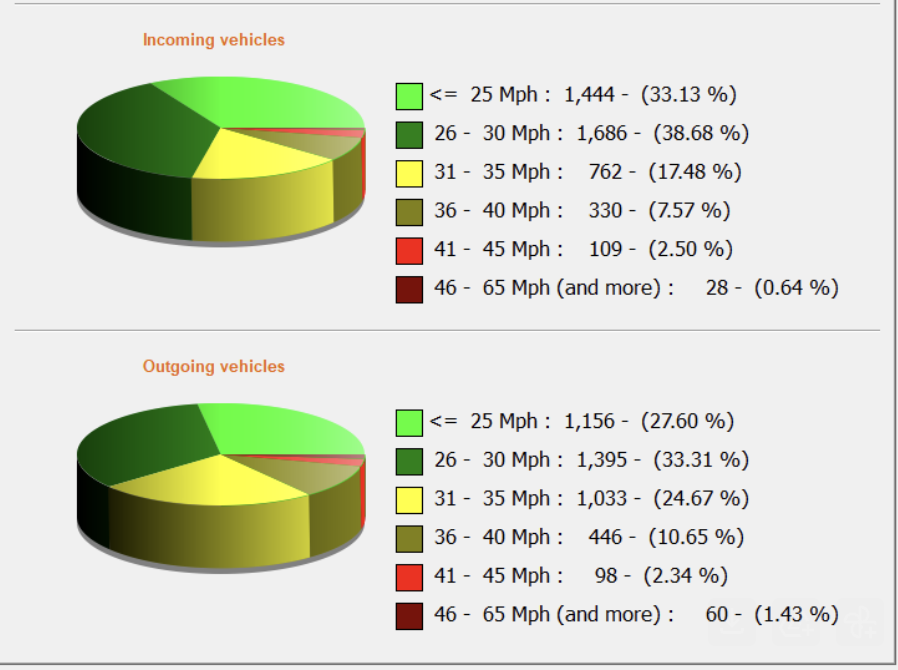 Incoming vehicles
<= 25 Mph : 1,444 - (33.13 %)
26 - 30 Mph : 1,686 - (38.68 %)
31 - 35 Mph : 762 - (17.48 %)
36 - 40 Mph : 330 - (7.57 %)
41 - 45 Mph : 109 - (2.50 %)
46 - 65 Mph (and more) : 28 - (0.64 %)
Outgoing vehicles
<= 25 Mph : 1,156 - (27.60 %)
26 - 30 Mph : 1,395 - (33.31 %)
31 - 35 Mph : 1,033 - (24.67 %)
36 - 40 Mph : 446 - (10.65 %)
41 - 45 Mph : 98 - (2.34 %)
46 - 65 Mph (and more) : 60 - (1.43 %)